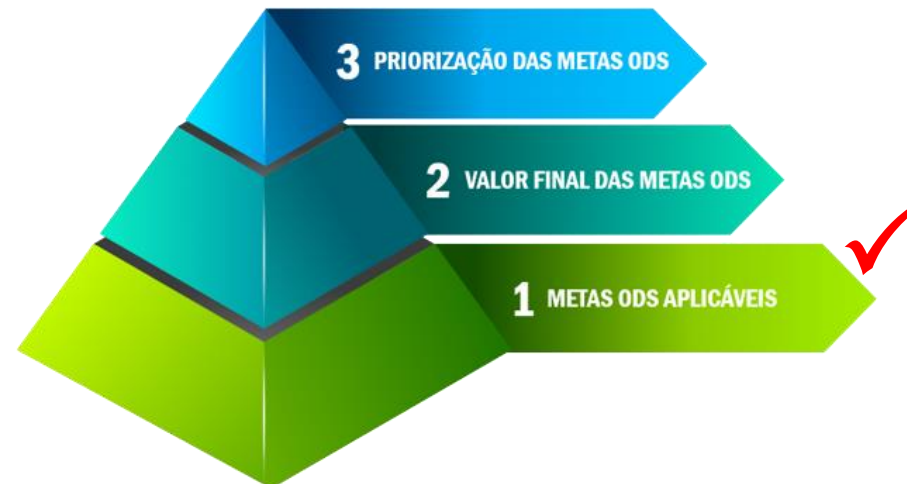 3 PRIORIZAÇÃO DAS METAS ODS
2 VALOR FINAL DAS METAS ODS
1 METAS ODS APLICÁVEIS